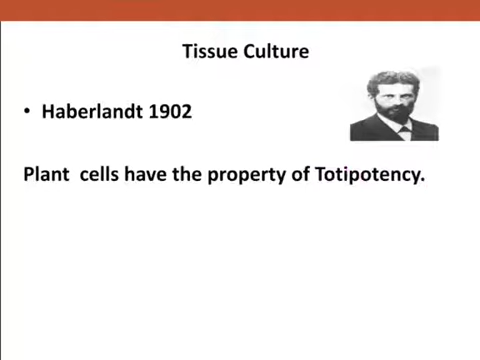 Tissue Culture
• Haberlandt 1902
Plant cells have the property of Totipotency.